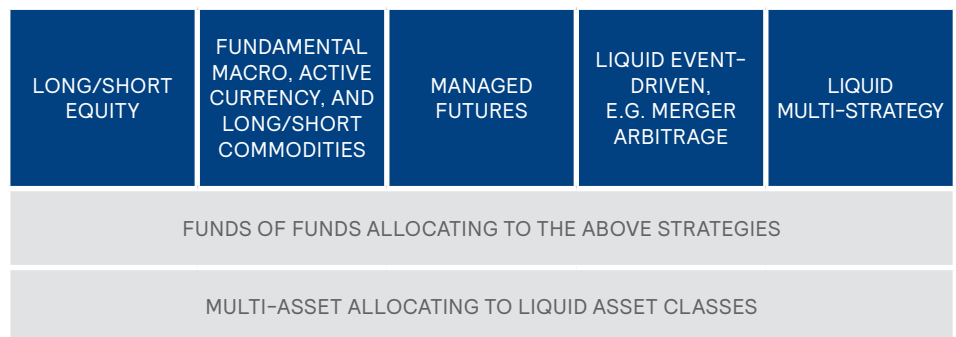 LONG/SHORT
EQUITY
FUNDAMENTAL
MACRO, ACTIVE
CURRENCY, AND
LONG/SHORT
COMMODITIES
MANAGED
FUTURES
LIQUID EVENT-
DRIVEN,
E.G. MERGER
ARBITRAGE
LIQUID
MULTI-STRATEGY
FUNDS OF FUNDS ALLOCATING TO THE ABOVE STRATEGIES
MULTI-ASSET ALLOCATING TO LIQUID ASSET CLASSES